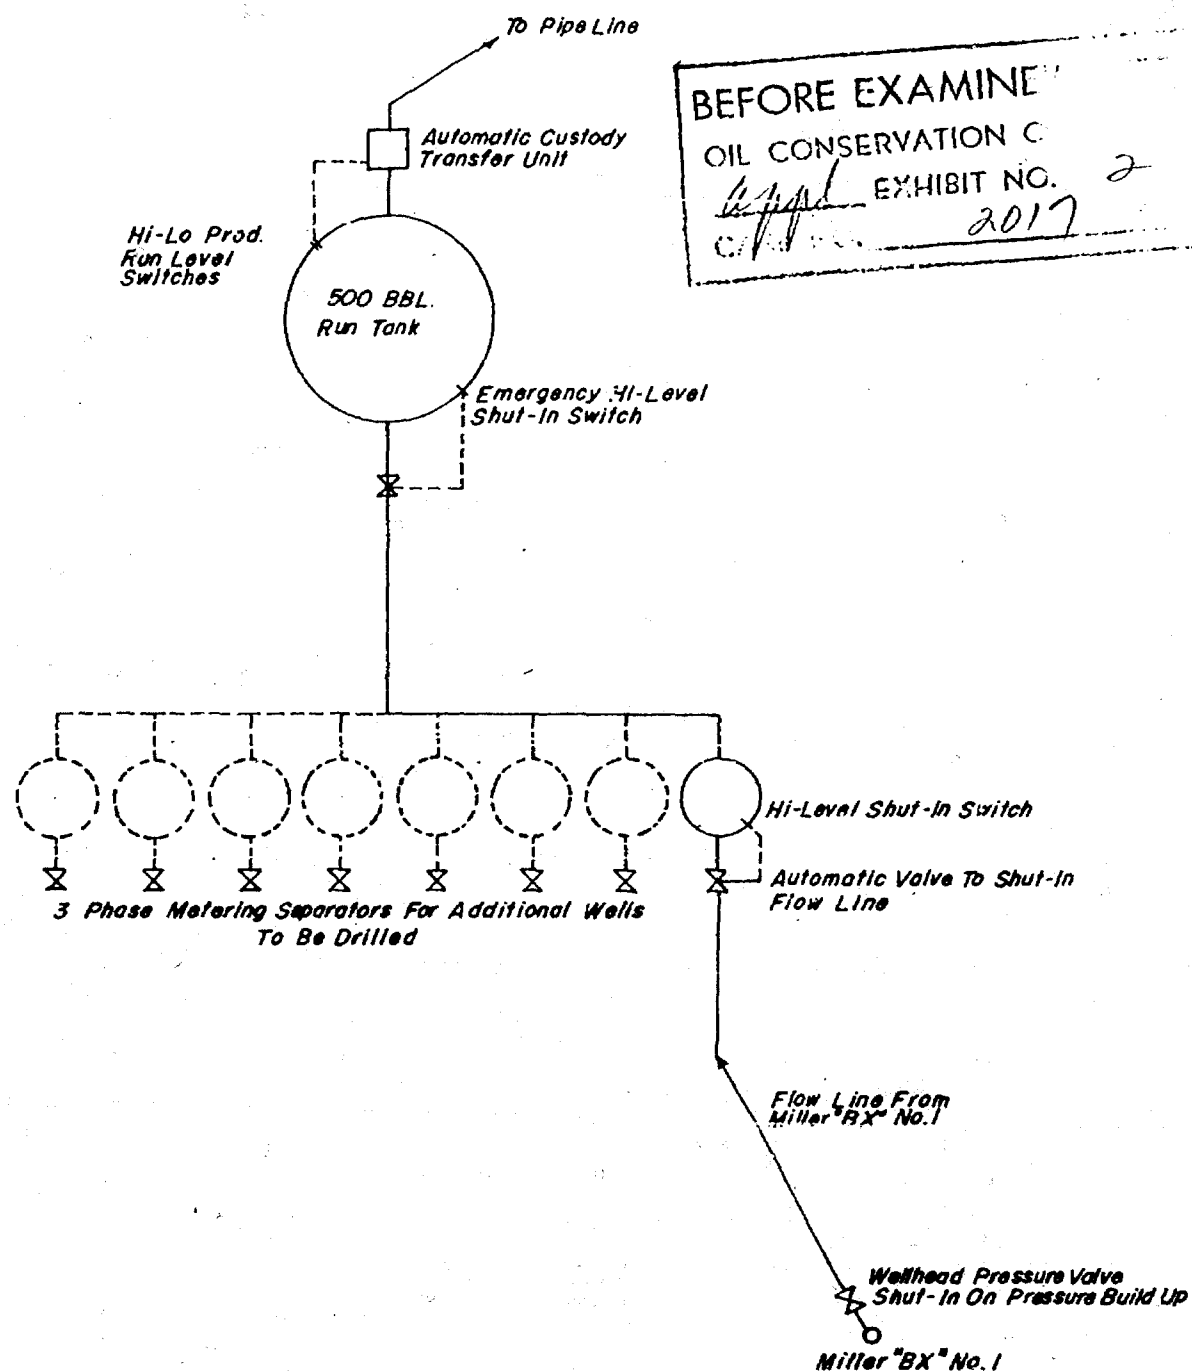 To Pipe Line
BEFORE EXAMINE
OIL CONSERVATION C
EXHIBIT NO. 2
2017
Automatic Custody
Transfer Unit
Hi-Lo Prod.
Run Level
Switches
500 BBL.
Run Tank
Emergency Hi-Level
Shut-In Switch
Hi-Level Shut-In Switch
Automatic Valve To Shut-In
Flow Line
3 Phase Metering Separators For Additional Wells
To Be Drilled
Flow Line From
Miller "BX" No.1
Wellhead Pressure Valve
Shut-In On Pressure Build Up
Miller "BX" No.1